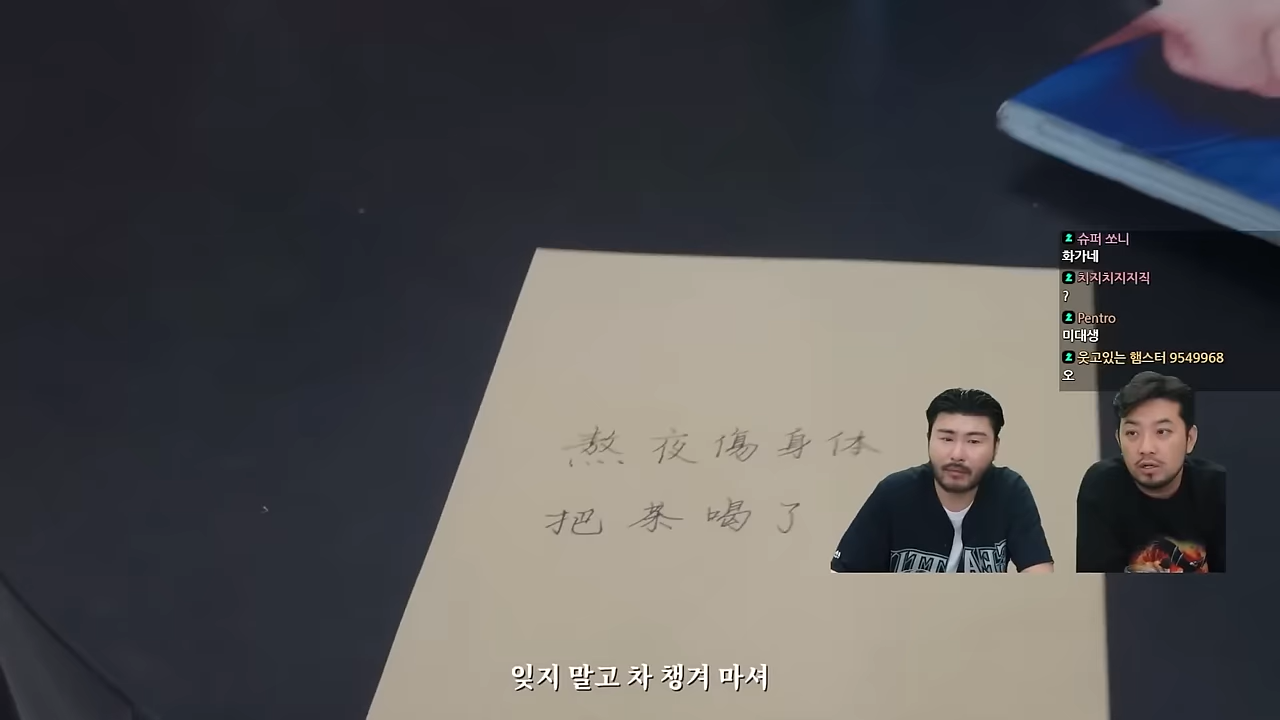 슈퍼 쏘니
화가네
치지치지지직
?
Pentro
미대생
웃고있는 햄스터 9549968
오
熬夜傷身体
把茶喝了
잊지 말고 차 챙겨 마셔